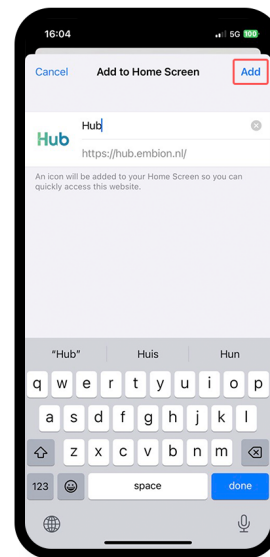 16:04 5G 100
Cancel Add to Home Screen Add
Hub
Hub
https://hub.embion.nl/
An icon will be added to your Home Screen so you can
quickly access this website.
“Hub” Huis Hun
q w e r t y u i o p
a s d f g h j k l
z x c v b n m
123 space done